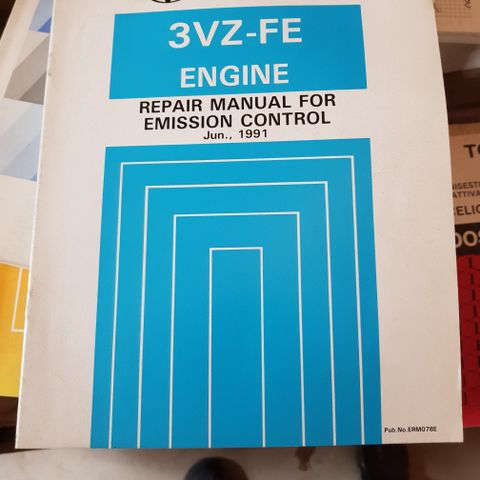 3VZ-FE
ENGINE
REPAIR MANUAL FOR
EMISSION CONTROL
Jun., 1991
Pub.No.ERM078E